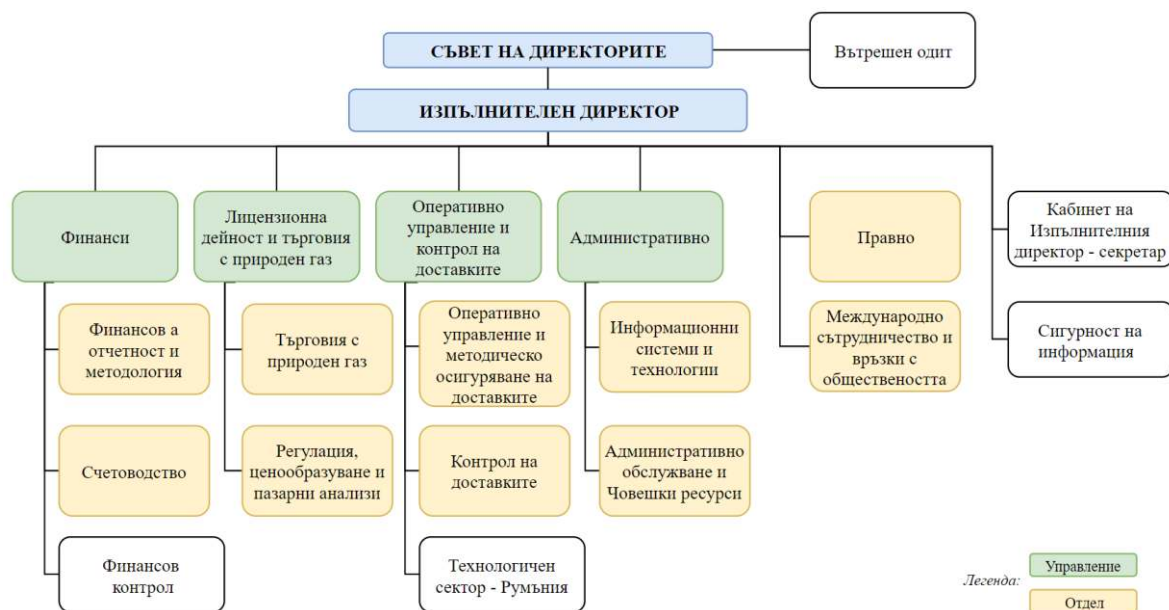 СЪВЕТ НА ДИРЕКТОРИТЕ
Вътрешен одит
ИЗПЪЛНИТЕЛЕН ДИРЕКТОР
Финанси
Лицензионна
дейност и търговия
с природен газ
Оперативно
управление и
контрол на
доставките
Административно
Правно
Кабинет на
Изпълнителния
директор - секретар
Финансов а
отчетност и
методология
Търговия с
природен газ
Оперативно
управление и
методическо
осигуряване на
доставките
Информационни
системи и
технологии
Международно
сътрудничество и
връзки с
обществеността
Сигурност на
информация
Счетоводство
Регулация,
ценообразуване и
пазарни анализи
Контрол на
доставките
Административно
обслужване и
Човешки ресурси
Финансов
контрол
Технологичен
сектор - Румъния
Легенда:
Управление
Отдел